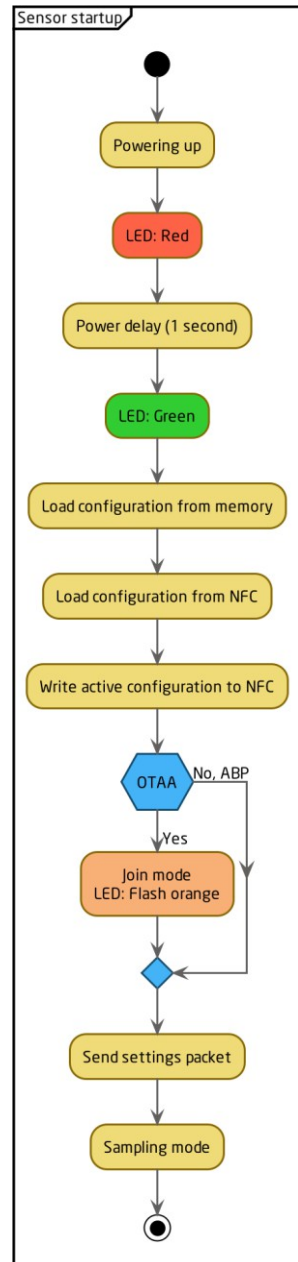 Sensor startup
Powering up
LED: Red
Power delay (1 second)
LED: Green
Load configuration from memory
Load configuration from NFC
Write active configuration to NFC
OTAA
No, ABP
Yes
Join mode
LED: Flash orange
Send settings packet
Sampling mode